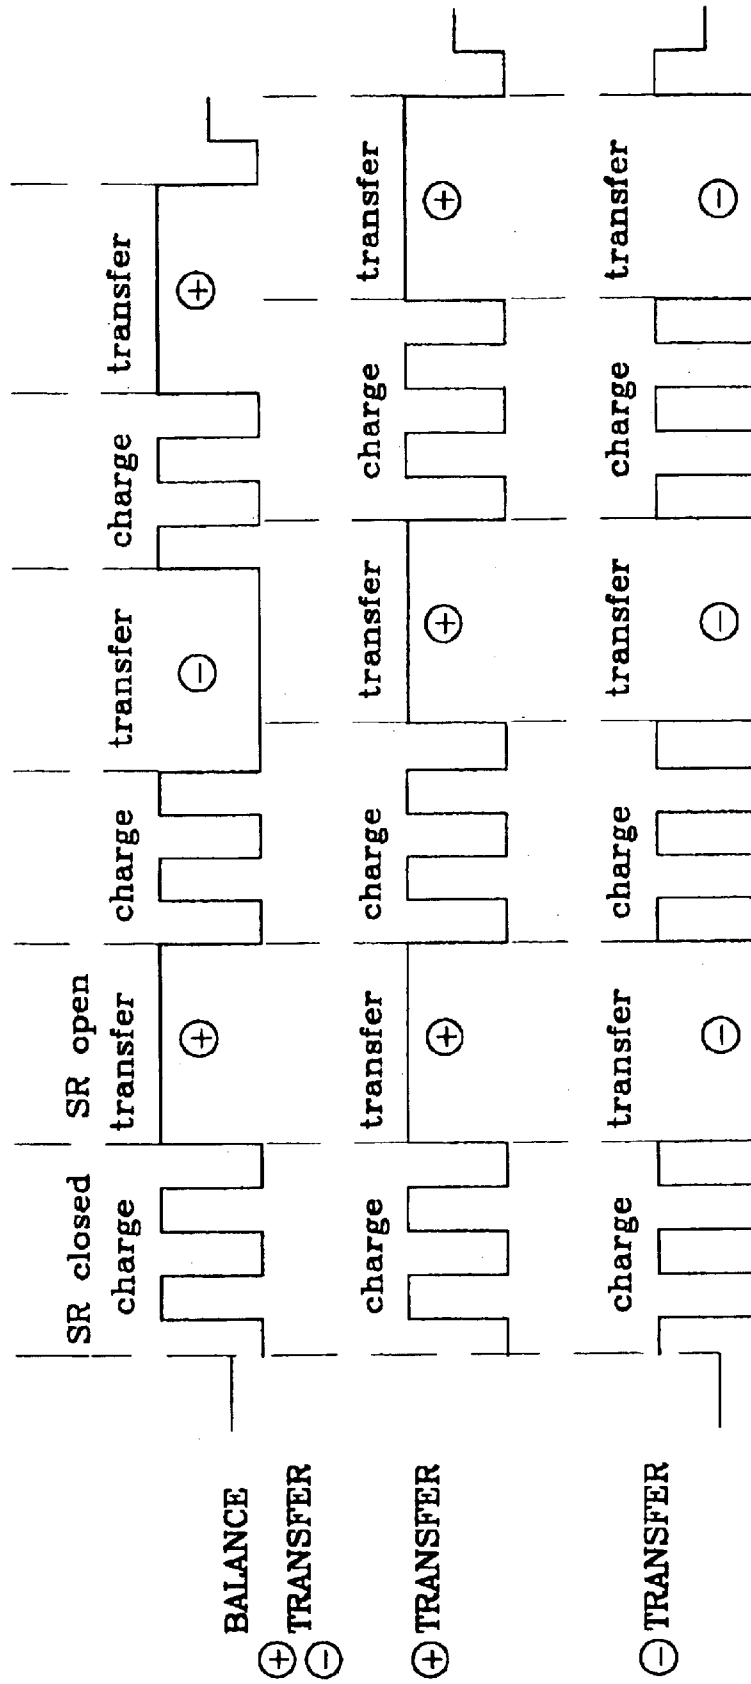 SR closed SR open
charge transfer charge transfer charge transfer
BALANCE
⊕ TRANSFER
⊖
⊕ ⊖ ⊕
charge transfer charge transfer charge transfer
⊕ TRANSFER ⊕ ⊕ ⊕
charge transfer charge transfer charge transfer
⊖ TRANSFER ⊖ ⊖ ⊖